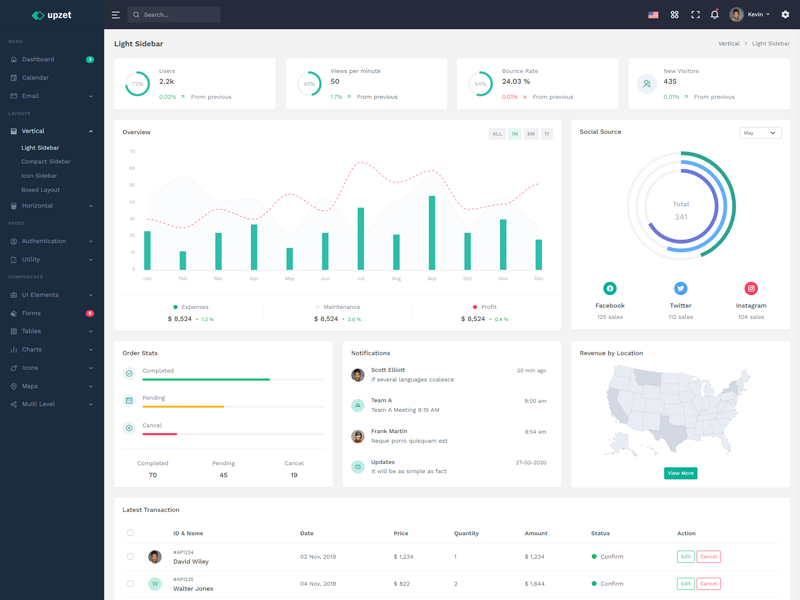 upzet
Search...
Kevin
MENU
Dashboard 3
Calendar
Email
LAYOUTS
Vertical
Light Sidebar
Compact Sidebar
Icon Sidebar
Boxed Layout
Horizontal
PAGES
Authentication
Utility
COMPONENTS
UI Elements
Forms 8
Tables
Charts
Icons
Maps
Multi Level
Light Sidebar
Vertical Light Sidebar
72%
Users
2.2k
0.02% From previous
Views per minute
50
1.7% From previous
Bounce Rate
24.03 %
0.01% From previous
New Visitors
435
0.01% From previous
Overview
ALL 1M 6M 1Y
70
60
50
40
30
20
10
0
Jan Feb Mar Apr May Jun Jul Aug Sep Oct Nov Dec
Expenses
$ 8,524 1.2 %
Maintenance
$ 8,524 2.0 %
Profit
$ 8,524 0.4 %
Social Source
May
Total
341
Facebook
125 sales
Twitter
112 sales
Instagram
104 sales
Order Stats
Completed
Pending
Cancel
Completed Pending Cancel
70 45 19
Notifications
Scott Elliott
If several languages coalesce
20 min ago
Team A
Team A Meeting 9:15 AM
9:00 am
Frank Martin
Neque porro quisquam est
8:54 am
Updates
It will be as simple as fact
27-03-2020
Revenue by Location
View More
Latest Transaction
ID & Name Date Price Quantity Amount Status Action
#AP1234
David Wiley
02 Nov, 2019 $ 1,234 1 $ 1,234 Confirm Edit Cancel
#AP1235
W Walter Jones
04 Nov, 2019 $ 822 2 $ 1,644 Confirm Edit Cancel